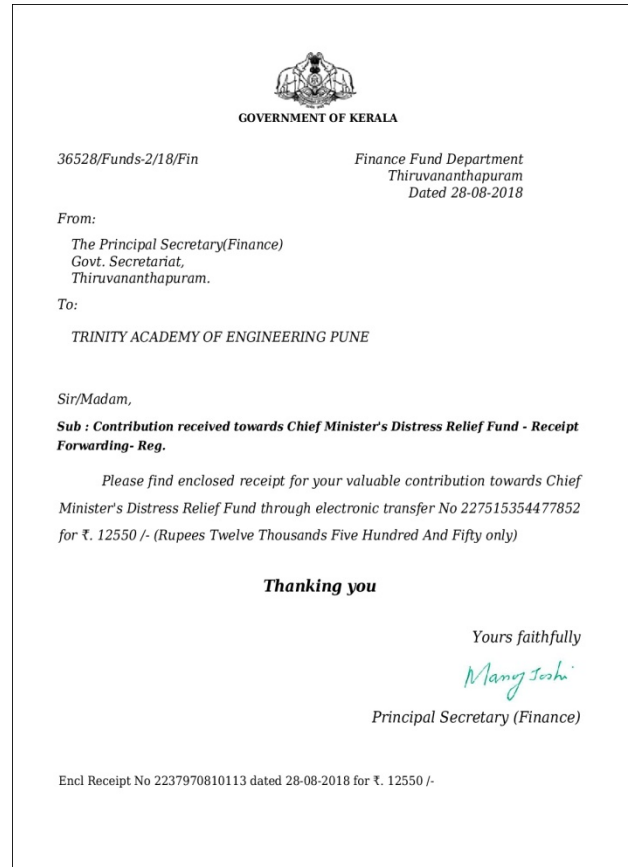 GOVERNMENT OF KERALA
36528/Funds-2/18/Fin
Finance Fund Department
Thiruvananthapuram
Dated 28-08-2018
From:
The Principal Secretary(Finance)
Govt. Secretariat,
Thiruvananthapuram.
To:
TRINITY ACADEMY OF ENGINEERING PUNE
Sir/Madam,
Sub : Contribution received towards Chief Minister's Distress Relief Fund - Receipt
Forwarding- Reg.
Please find enclosed receipt for your valuable contribution towards Chief
Minister's Distress Relief Fund through electronic transfer No 227515354477852
for ₹. 12550 /- (Rupees Twelve Thousands Five Hundred And Fifty only)
Thanking you
Yours faithfully
Manoj Joshi
Principal Secretary (Finance)
Encl Receipt No 2237970810113 dated 28-08-2018 for ₹. 12550 /-